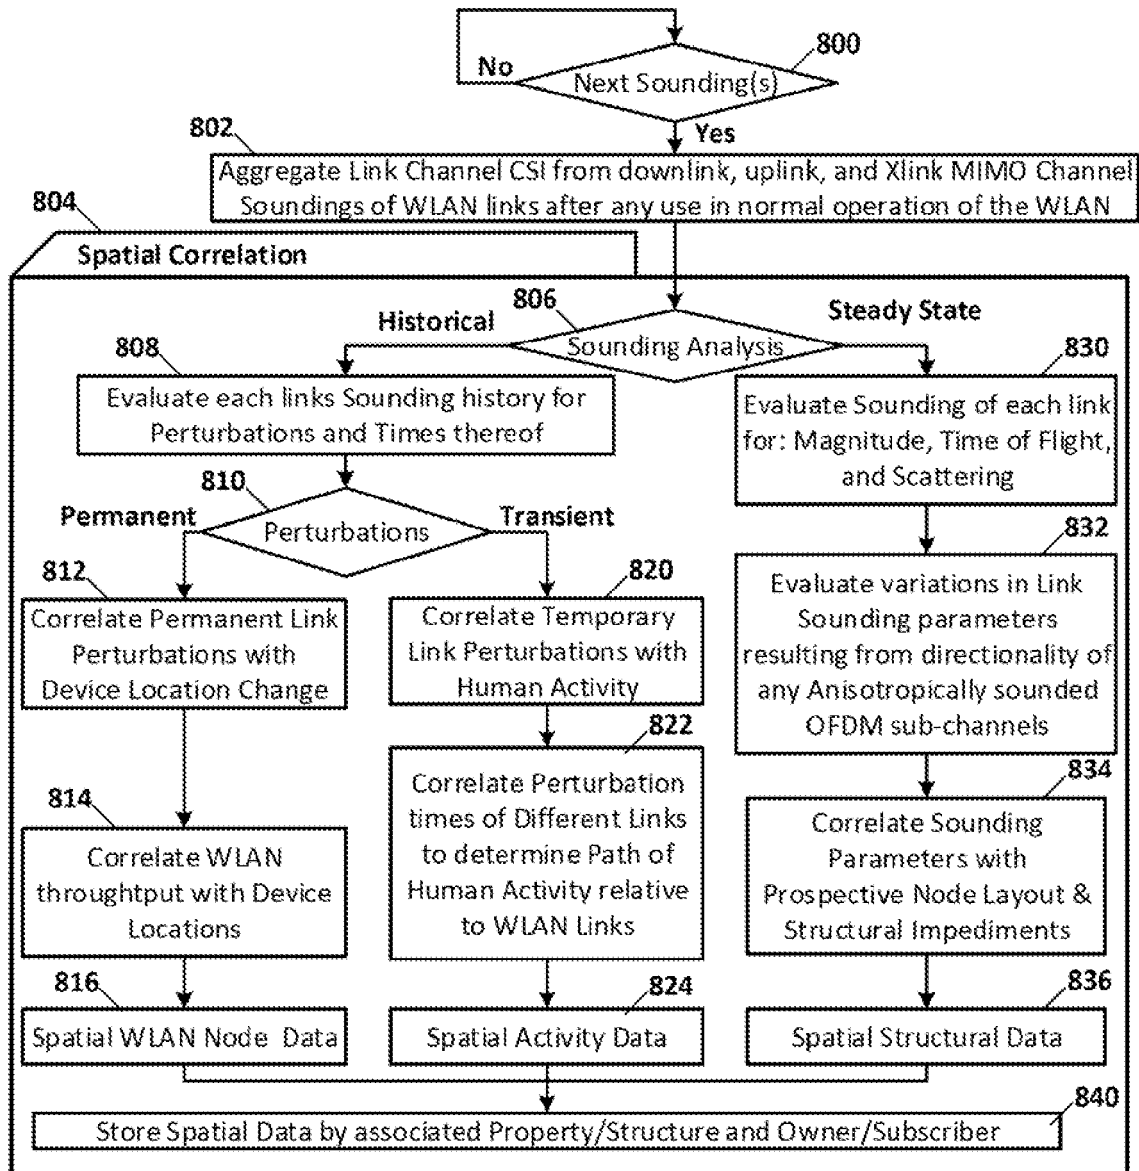 800
No
Next Sounding(s)
802
Yes
Aggregate Link Channel CSI from downlink, uplink, and Xlink MIMO Channel
Soundings of WLAN links after any use in normal operation of the WLAN
804
Spatial Correlation
806
Historical
Steady State
Sounding Analysis
808
Evaluate each links Sounding history for
Perturbations and Times thereof
830
Evaluate Sounding of each link
for: Magnitude, Time of Flight,
and Scattering
810
Permanent
Transient
Perturbations
812
Correlate Permanent Link
Perturbations with
Device Location Change
820
Correlate Temporary
Link Perturbations with
Human Activity
832
Evaluate variations in Link
Sounding parameters
resulting from directionality of
any Anisotropically sounded
OFDM sub-channels
814
Correlate WLAN
throughtput with Device
Locations
822
Correlate Perturbation
times of Different Links
to determine Path of
Human Activity relative
to WLAN Links
834
Correlate Sounding
Parameters with
Prospective Node Layout &
Structural Impediments
816
Spatial WLAN Node Data
824
Spatial Activity Data
836
Spatial Structural Data
840
Store Spatial Data by associated Property/Structure and Owner/Subscriber